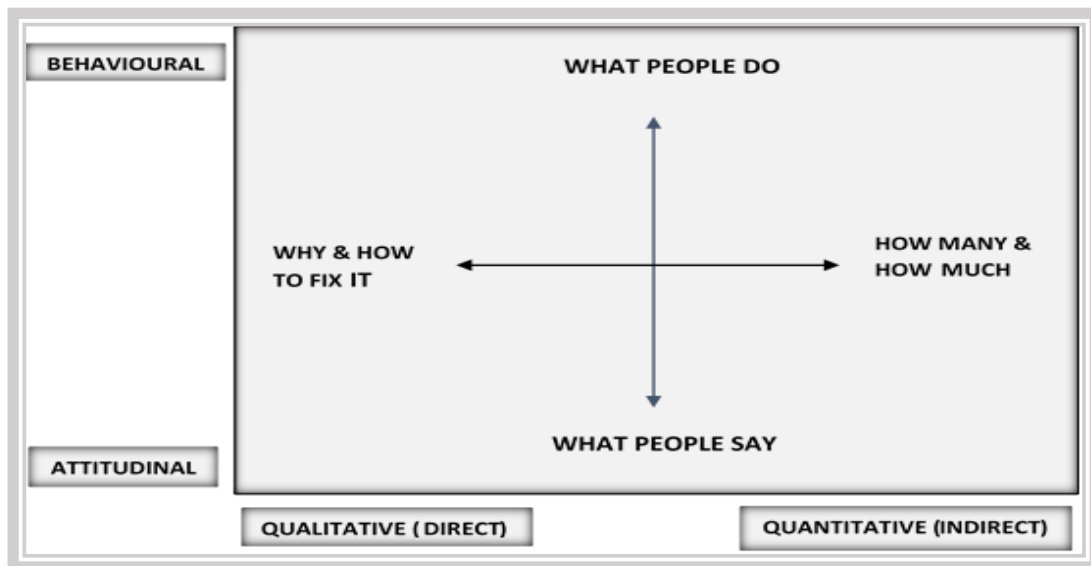 BEHAVIOURAL
WHAT PEOPLE DO
WHY & HOW
TO FIX IT
HOW MANY &
HOW MUCH
WHAT PEOPLE SAY
ATTITUDINAL
QUALITATIVE ( DIRECT)
QUANTITATIVE (INDIRECT)